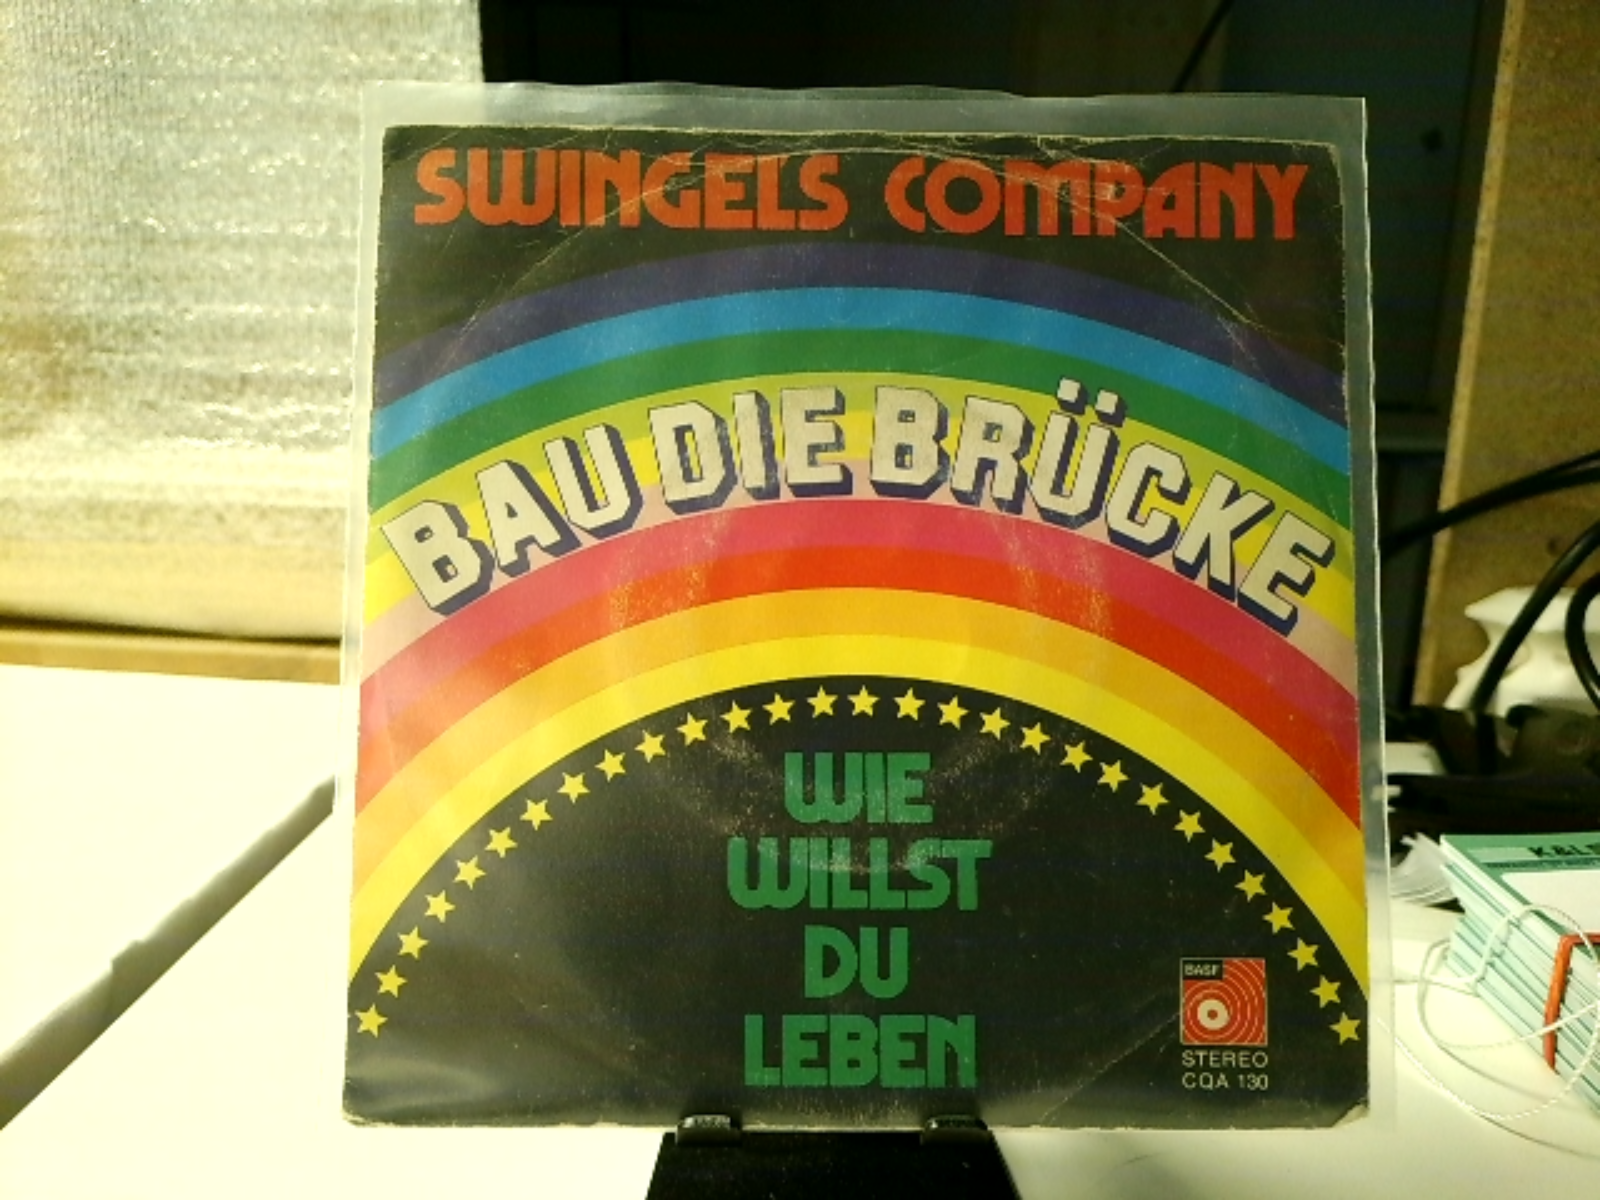 SWINGELS COMPANY
BAU DIE BRÜCKE
WIE
WILLST
DU
LEBEN
BASF
STEREO
CQA 130